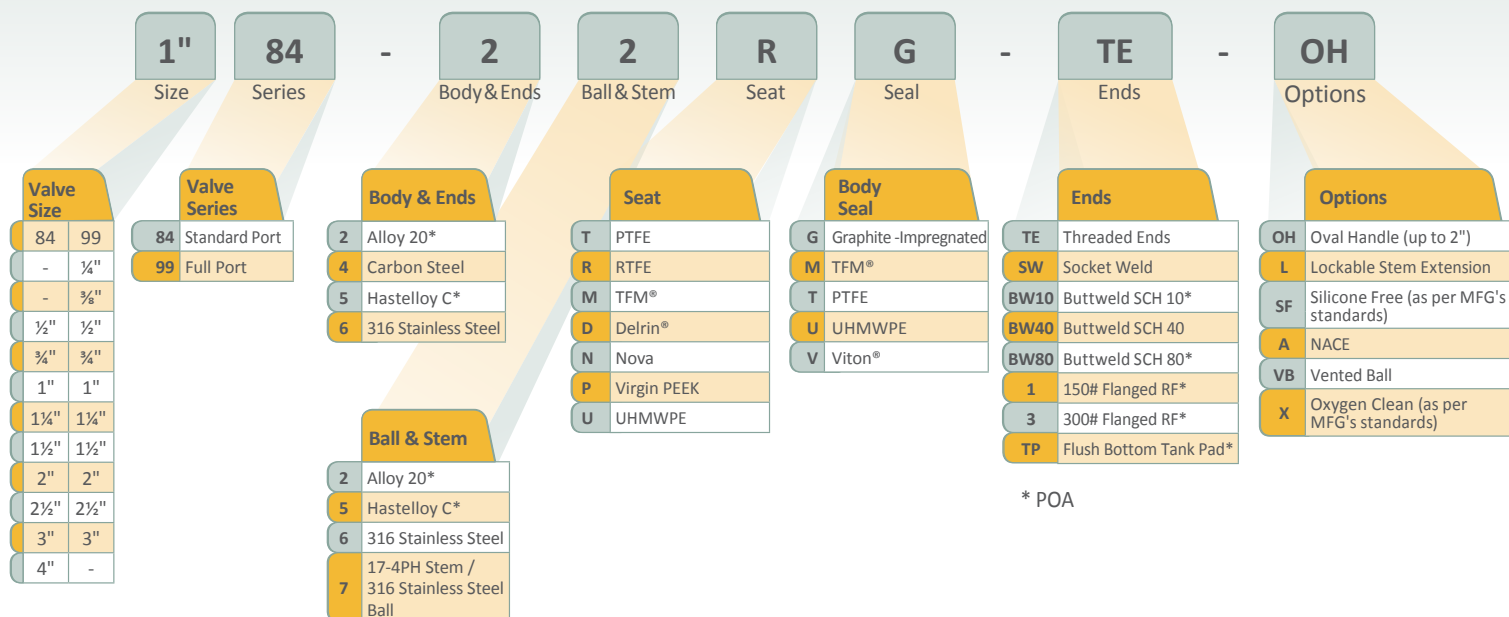 1" 84 - 2 2 R G - TE - OH
Size Series Body & Ends Ball & Stem Seat Seal Ends Options
Valve
Size
84 99
- ¼"
- ⅜"
½" ½"
¾" ¾"
1" 1"
1¼" 1¼"
1½" 1½"
2" 2"
2½" 2½"
3" 3"
4" -
Valve
Series
84 Standard Port
99 Full Port
Body & Ends
2 Alloy 20*
4 Carbon Steel
5 Hastelloy C*
6 316 Stainless Steel
Ball & Stem
2 Alloy 20*
5 Hastelloy C*
6 316 Stainless Steel
7 17-4PH Stem /
316 Stainless Steel
Ball
Seat
T PTFE
R RTFE
M TFM®
D Delrin®
N Nova
P Virgin PEEK
U UHMWPE
Body
Seal
G Graphite -Impregnated
M TFM®
T PTFE
U UHMWPE
V Viton®
Ends
TE Threaded Ends
SW Socket Weld
BW10 Buttweld SCH 10*
BW40 Buttweld SCH 40
BW80 Buttweld SCH 80*
1 150# Flanged RF*
3 300# Flanged RF*
TP Flush Bottom Tank Pad*
* POA
Options
OH Oval Handle (up to 2")
L Lockable Stem Extension
SF Silicone Free (as per MFG's
standards)
A NACE
VB Vented Ball
X Oxygen Clean (as per
MFG's standards)